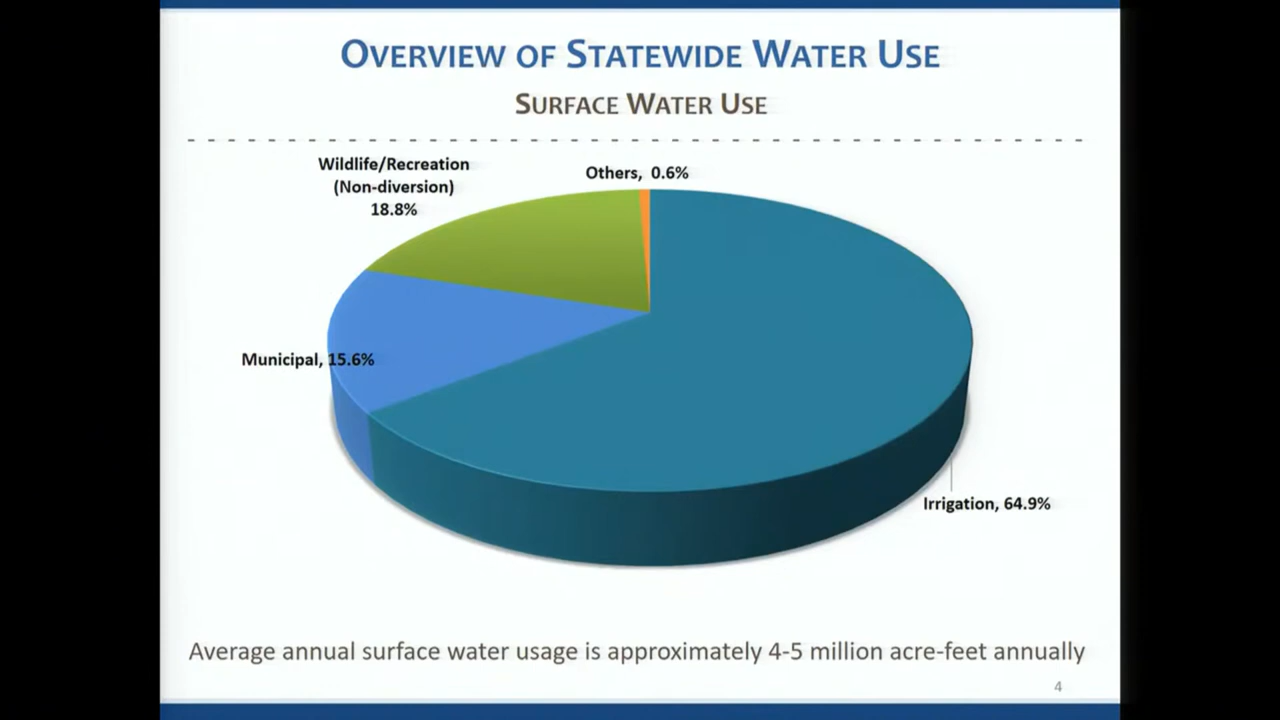 OVERVIEW OF STATEWIDE WATER USE
SURFACE WATER USE
Wildlife/Recreation
(Non-diversion)
18.8%
Others, 0.6%
Municipal, 15.6%
Irrigation, 64.9%
Average annual surface water usage is approximately 4-5 million acre-feet annually
4